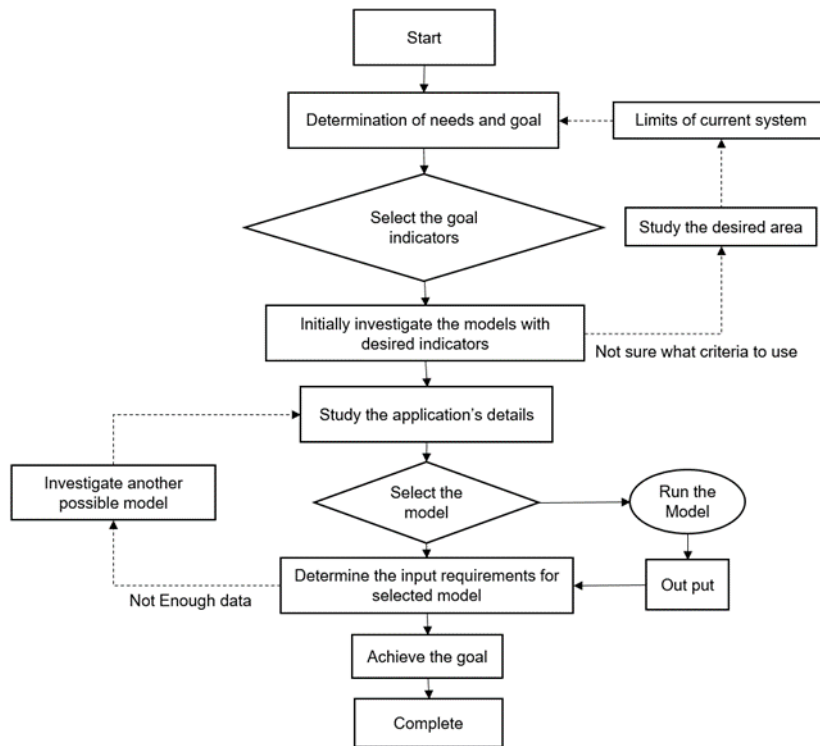 Start
Determination of needs and goal
Limits of current system
Select the goal
indicators
Study the desired area
Initially investigate the models with
desired indicators
Not sure what criteria to use
Study the application's details
Investigate another
possible model
Select the
model
Run the
Model
Determine the input requirements for
selected model
Out put
Not Enough data
Achieve the goal
Complete